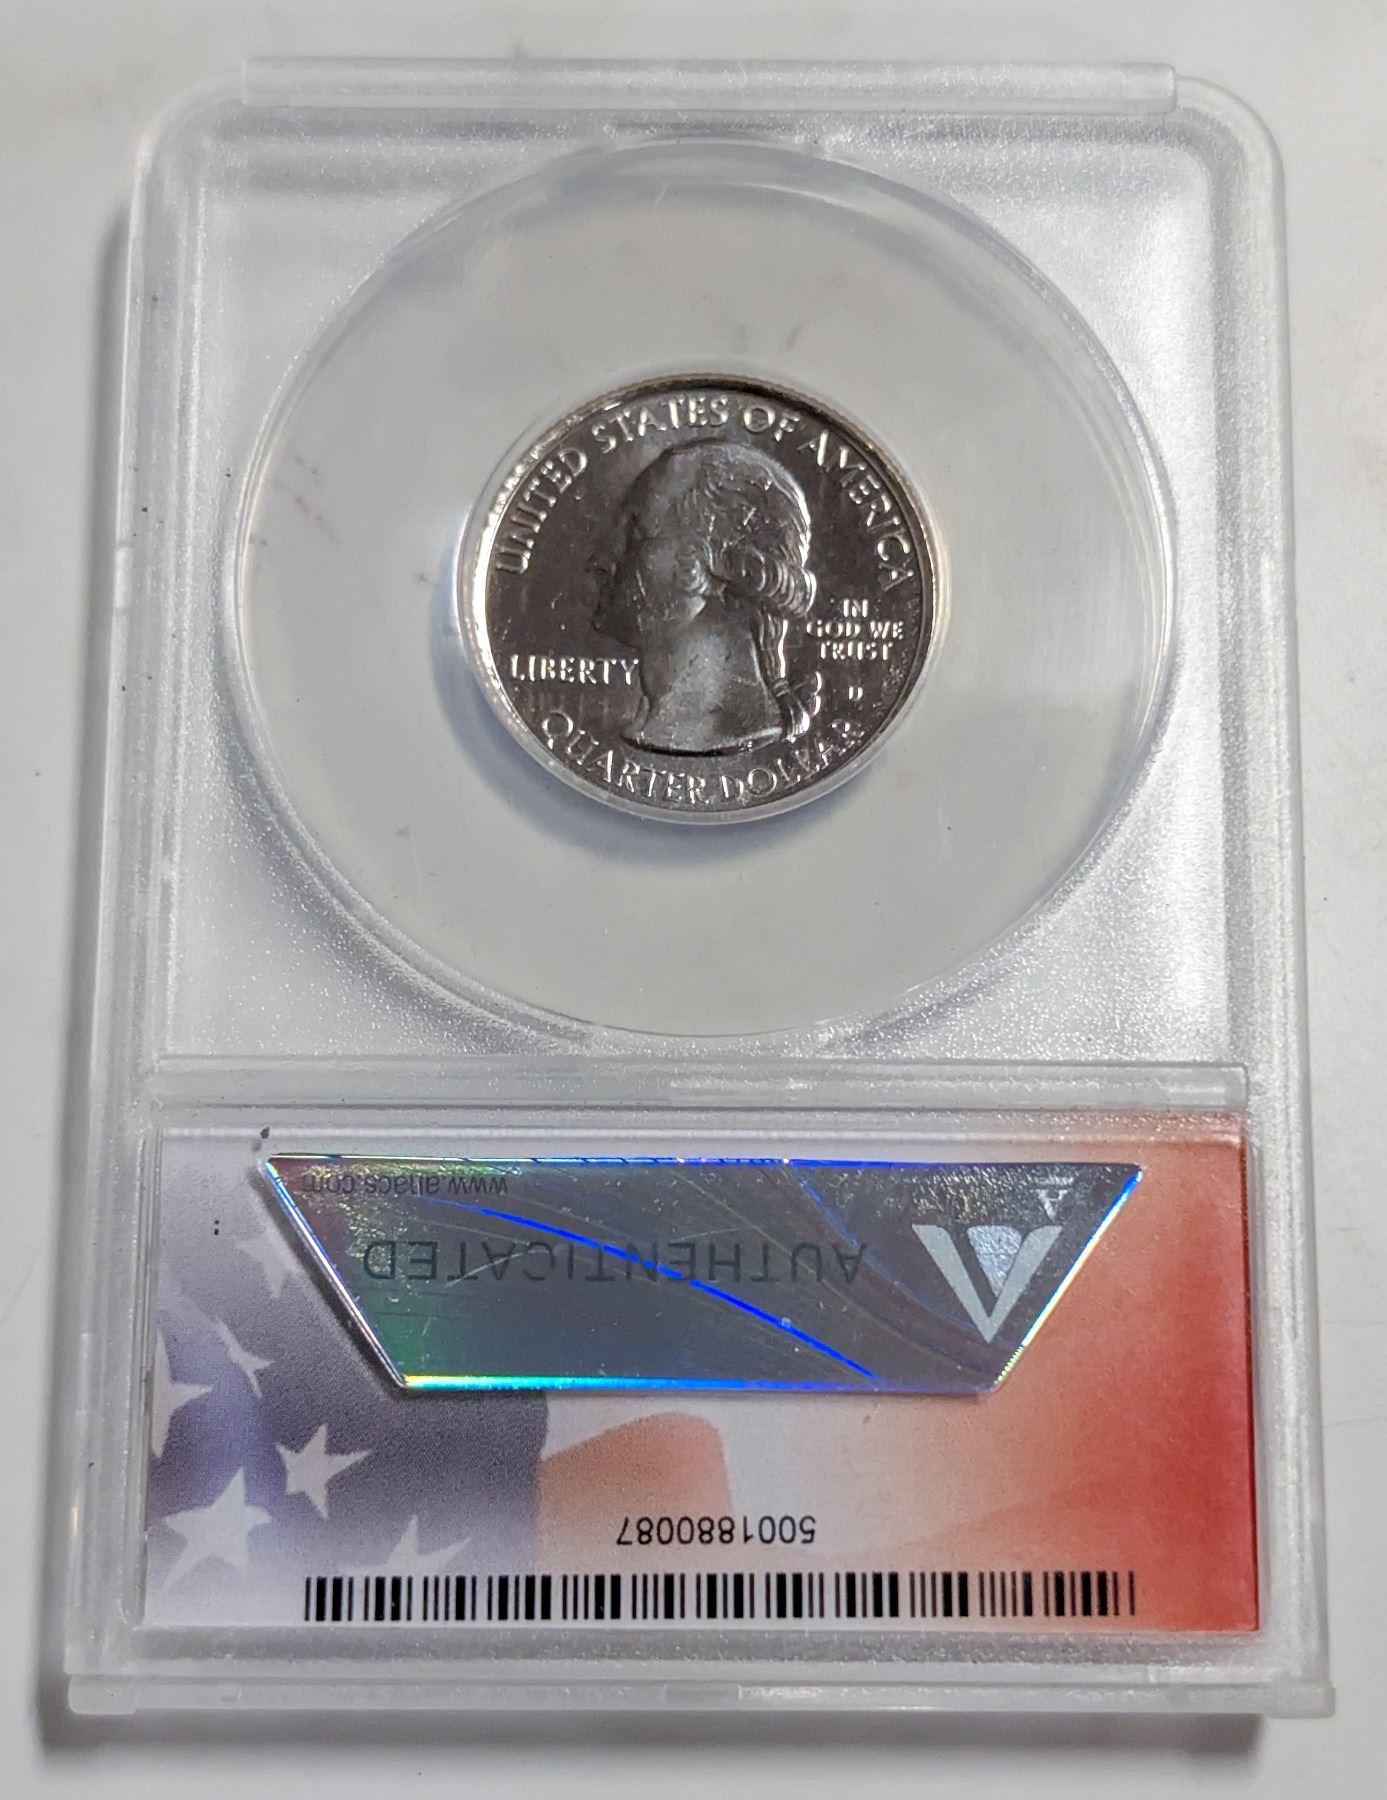 UNITED STATES OF AMERICA
IN
GOD WE
TRUST
LIBERTY
D
QUARTER DOLLAR
www.anacs.com
AUTHENTICATED
5001880087